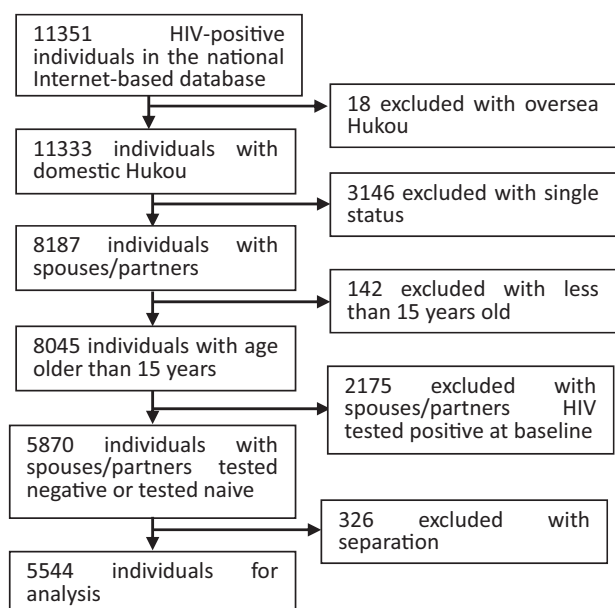 11351 HIV-positive
individuals in the national
Internet-based database
18 excluded with oversea
Hukou
11333 individuals with
domestic Hukou
3146 excluded with single
status
8187 individuals with
spouses/partners
142 excluded with less
than 15 years old
8045 individuals with age
older than 15 years
2175 excluded with
spouses/partners HIV
tested positive at baseline
5870 individuals with
spouses/partners tested
negative or tested naive
326 excluded with
separation
5544 individuals for
analysis